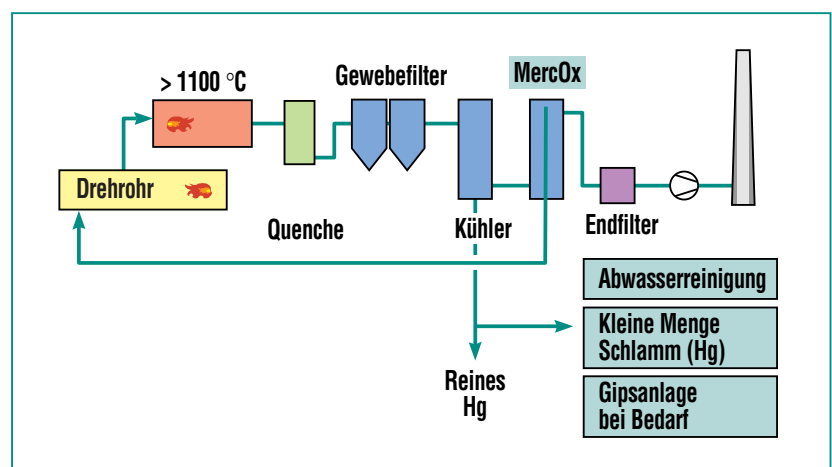 > 1100 °C
Gewebefilter
MercOx
Drehrohr
Quenche
Kühler
Endfilter
Abwasserreinigung
Kleine Menge
Schlamm (Hg)
Reines
Hg
Gipsanlage
bei Bedarf